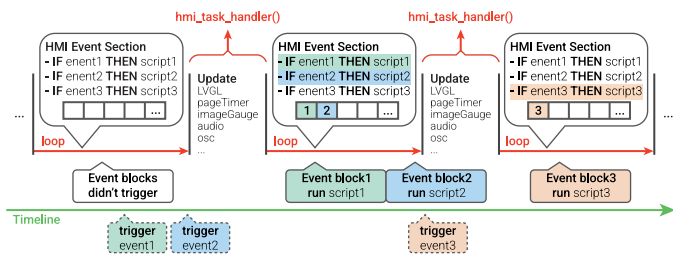 hmi_task_handler()
hmi_task_handler()
HMI Event Section
- IF enent1 THEN script1
- IF enent2 THEN script2
- IF enent3 THEN script3
...
Update
LVGL
pageTimer
imageGauge
audio
osc
...
HMI Event Section
- IF enent1 THEN script1
- IF enent2 THEN script2
- IF enent3 THEN script3
1 2 ...
Update
LVGL
pageTimer
imageGauge
audio
osc
...
HMI Event Section
- IF enent1 THEN script1
- IF enent2 THEN script2
- IF enent3 THEN script3
3 ...
...
...
loop
loop
loop
Event blocks
didn't trigger
Event block1
run script1
Event block2
run script2
Event block3
run script3
Timeline
trigger
event1
trigger
event2
trigger
event3